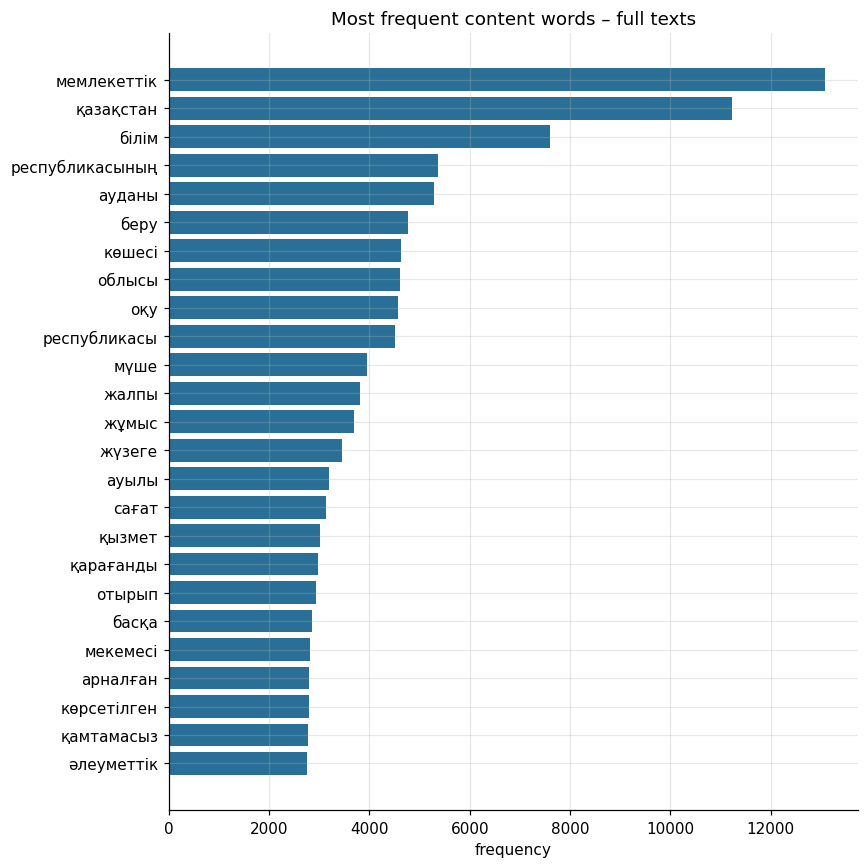 Most frequent content words – full texts
мемлекеттік
қазақстан
білім
республикасының
ауданы
беру
көшесі
облысы
оқу
республикасы
мүше
жалпы
жұмыс
жүзеге
ауылы
сағат
қызмет
қарағанды
отырып
басқа
мекемесі
арналған
көрсетілген
қамтамасыз
әлеуметтік
0 2000 4000 6000 8000 10000 12000
frequency